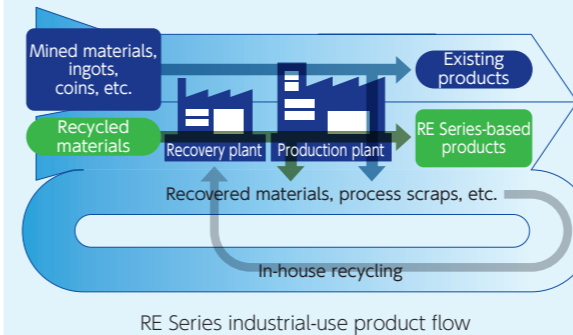 Mined materials,
ingots,
coins, etc.
Existing
products
Recycled
materials
Recovery plant
Production plant
RE Series-based
products
Recovered materials, process scraps, etc.
In-house recycling
RE Series industrial-use product flow